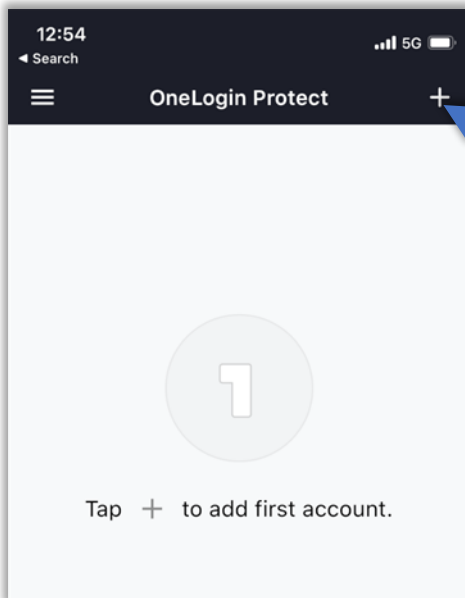 12:54
5G
◀ Search
OneLogin Protect +
Tap + to add first account.